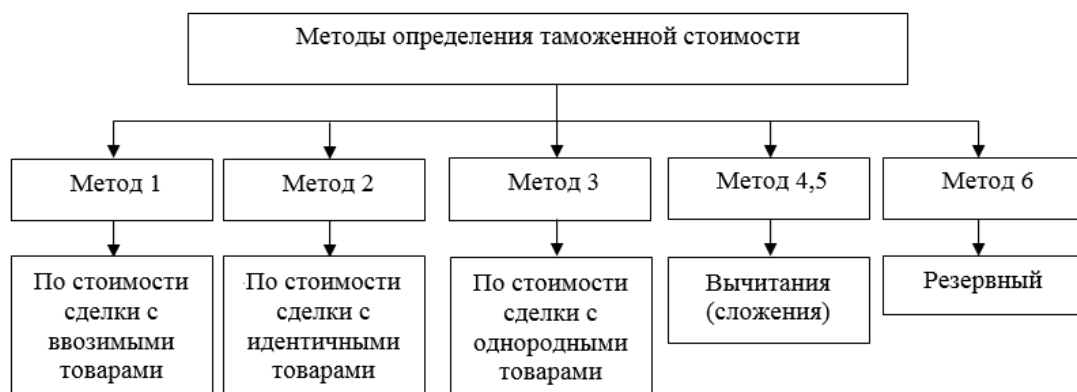 Методы определения таможенной стоимости
Метод 1
Метод 2
Метод 3
Метод 4,5
Метод 6
По стоимости
сделки с
ввозимыми
товарами
По стоимости
сделки с
идентичными
товарами
По стоимости
сделки с
однородными
товарами
Вычитания
(сложения)
Резервный